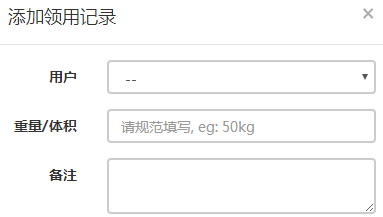 添加领用记录 ×
用户 --
重量/体积 请规范填写, eg: 50kg
备注